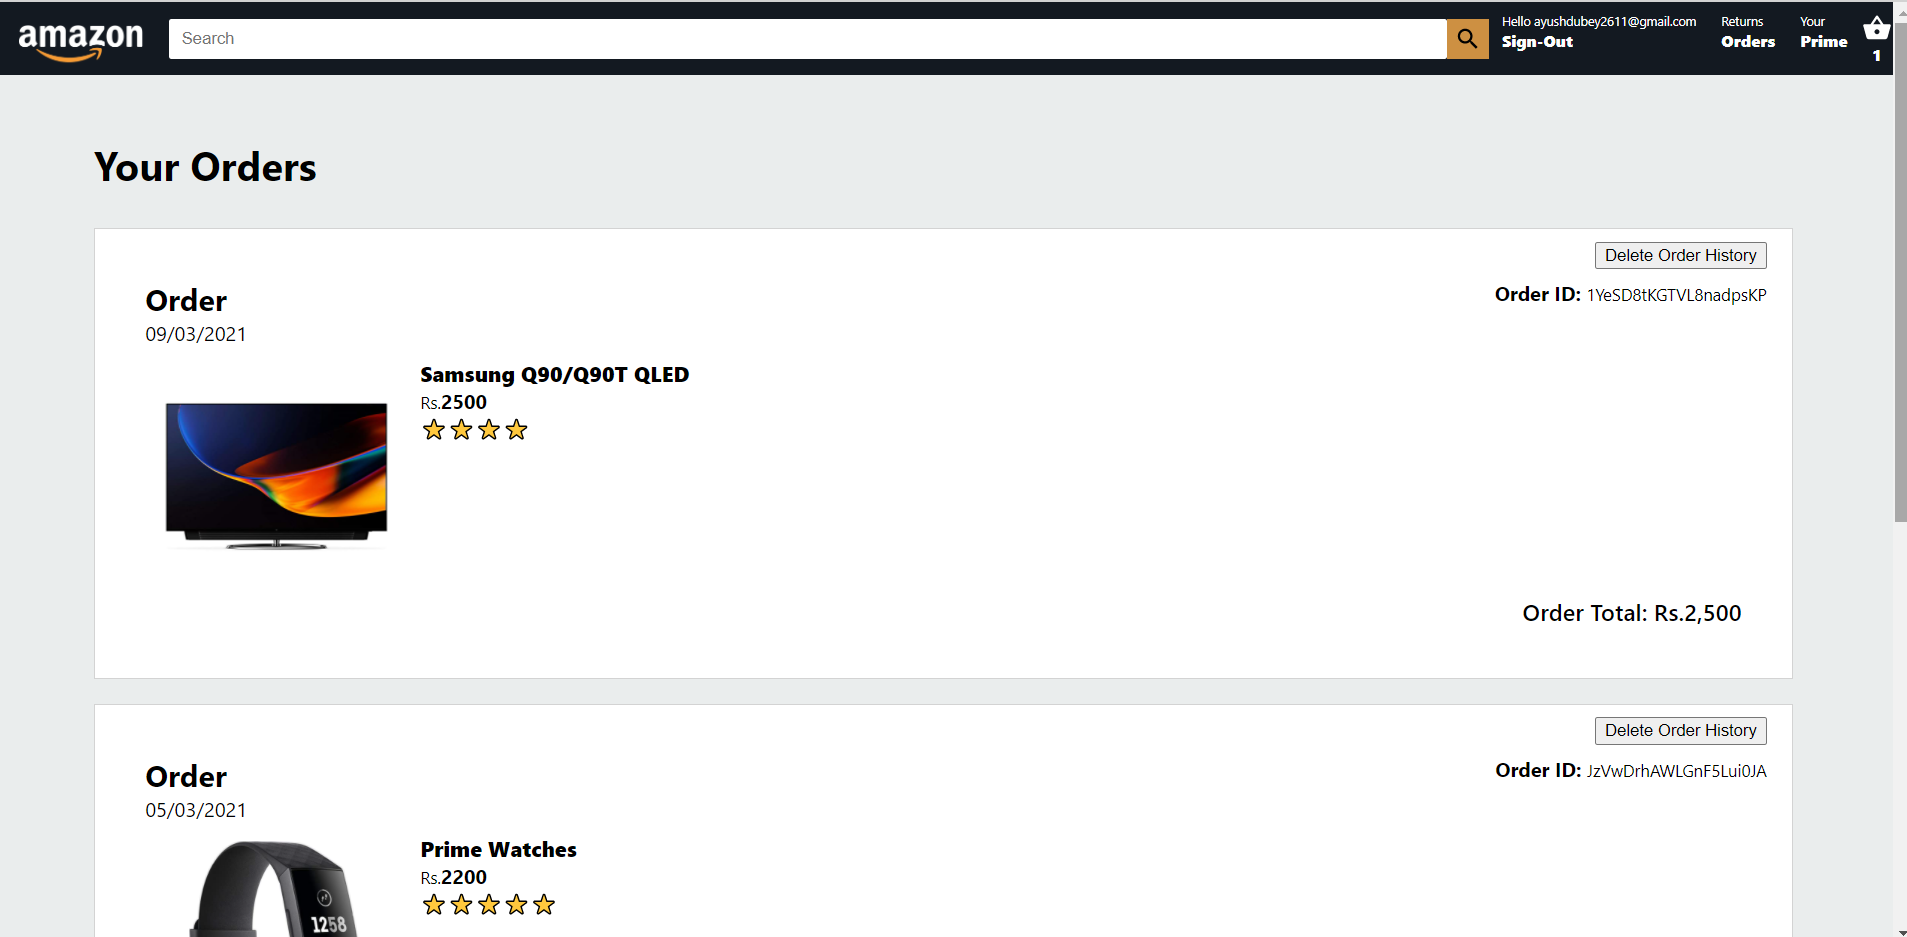 amazon
Search
Hello ayushdubey2611@gmail.com
Sign-Out
Returns
Orders
Your
Prime
1
Your Orders
Delete Order History
Order
Order ID: 1YeSD8tKGTVL8nadpsKP
09/03/2021
Samsung Q90/Q90T QLED
Rs.2500
Order Total: Rs.2,500
Delete Order History
Order
Order ID: JzVwDrhAWLGnF5Lui0JA
05/03/2021
Prime Watches
Rs.2200
1258